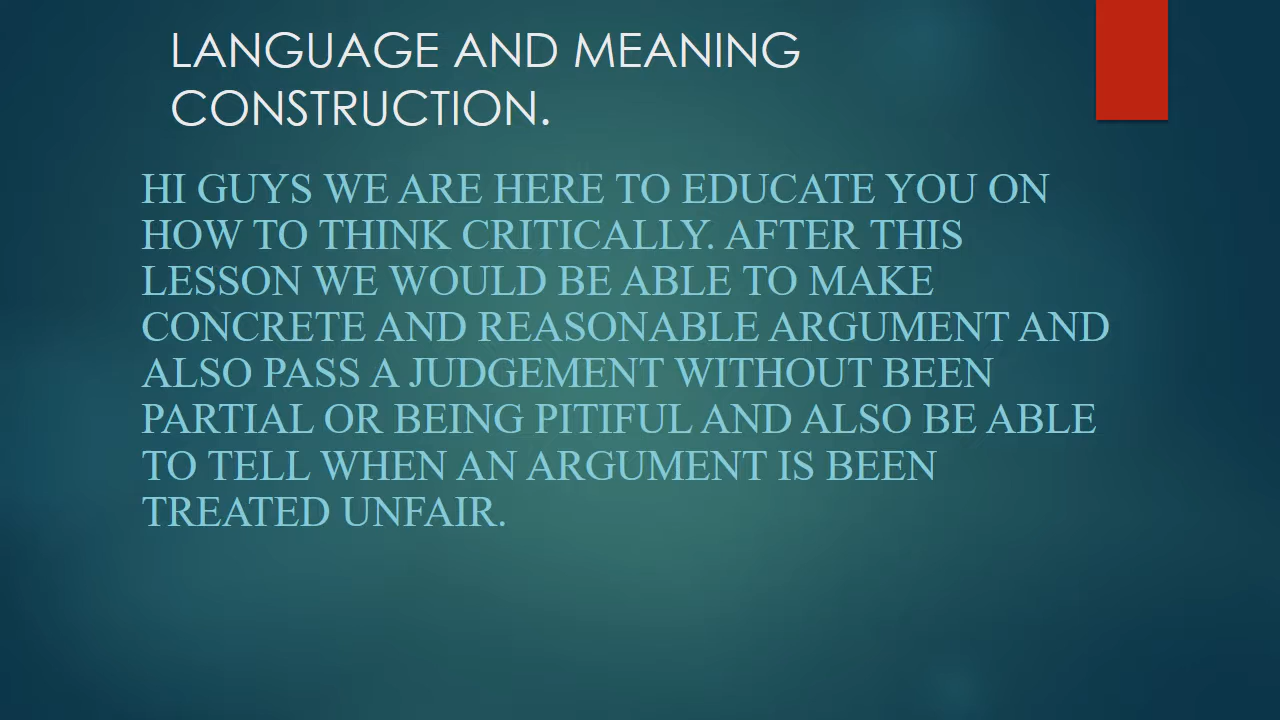 LANGUAGE AND MEANING
CONSTRUCTION.
HI GUYS WE ARE HERE TO EDUCATE YOU ON
HOW TO THINK CRITICALLY. AFTER THIS
LESSON WE WOULD BE ABLE TO MAKE
CONCRETE AND REASONABLE ARGUMENT AND
ALSO PASS A JUDGEMENT WITHOUT BEEN
PARTIAL OR BEING PITIFUL AND ALSO BE ABLE
TO TELL WHEN AN ARGUMENT IS BEEN
TREATED UNFAIR.